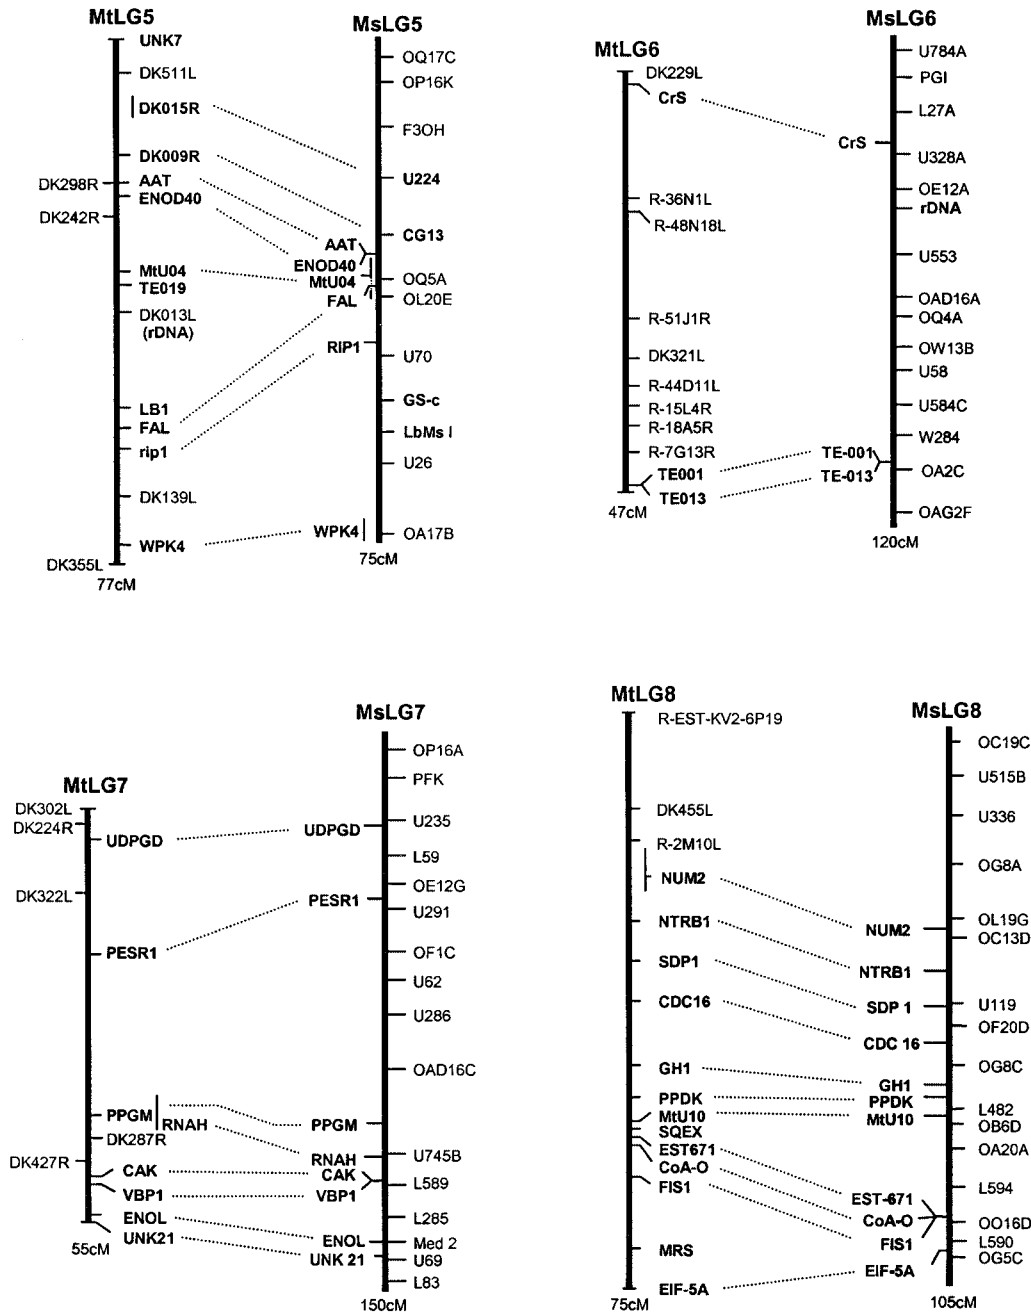 MtLG5
UNK7
DK511L
DK015R
DK009R
DK298R
AAT
ENOD40
DK242R
MtU04
TE019
DK013L
(rDNA)
LB1
FAL
rip1
DK139L
WPK4
DK355L
77cM
MsLG5
OQ17C
OP16K
F3OH
U224
CG13
AAT
ENOD40
MtU04
OQ5A
OL20E
FAL
RIP1
U70
GS-c
LbMs I
U26
WPK4
OA17B
75cM
MtLG6
DK229L
CrS
R-36N1L
R-48N18L
R-51J1R
DK321L
R-44D11L
R-15L4R
R-18A5R
R-7G13R
TE001
TE013
47cM
MsLG6
U784A
PGI
L27A
CrS
U328A
OE12A
rDNA
U553
OAD16A
OQ4A
OW13B
U58
U584C
W284
TE-001
TE-013
OA2C
OAG2F
120cM
MtLG7
DK302L
DK224R
UDPGD
DK322L
PESR1
PPGM
RNAH
DK287R
DK427R
CAK
VBP1
ENOL
UNK21
55cM
MsLG7
OP16A
PFK
U235
UDPGD
L59
OE12G
PESR1
U291
OF1C
U62
U286
OAD16C
PPGM
RNAH
U745B
CAK
L589
VBP1
L285
ENOL
Med 2
UNK 21
U69
L83
150cM
MtLG8
R-EST-KV2-6P19
DK455L
R-2M10L
NUM2
NTRB1
SDP1
CDC16
GH1
PPDK
MtU10
SQEX
EST671
CoA-O
FIS1
MRS
EIF-5A
75cM
MsLG8
OC19C
U515B
U336
OG8A
OL19G
NUM2
OC13D
NTRB1
U119
SDP 1
OF20D
CDC 16
OG8C
GH1
PPDK
L482
MtU10
OB6D
OA20A
L594
EST-671
CoA-O
OO16D
FIS1
L590
OG5C
EIF-5A
105cM